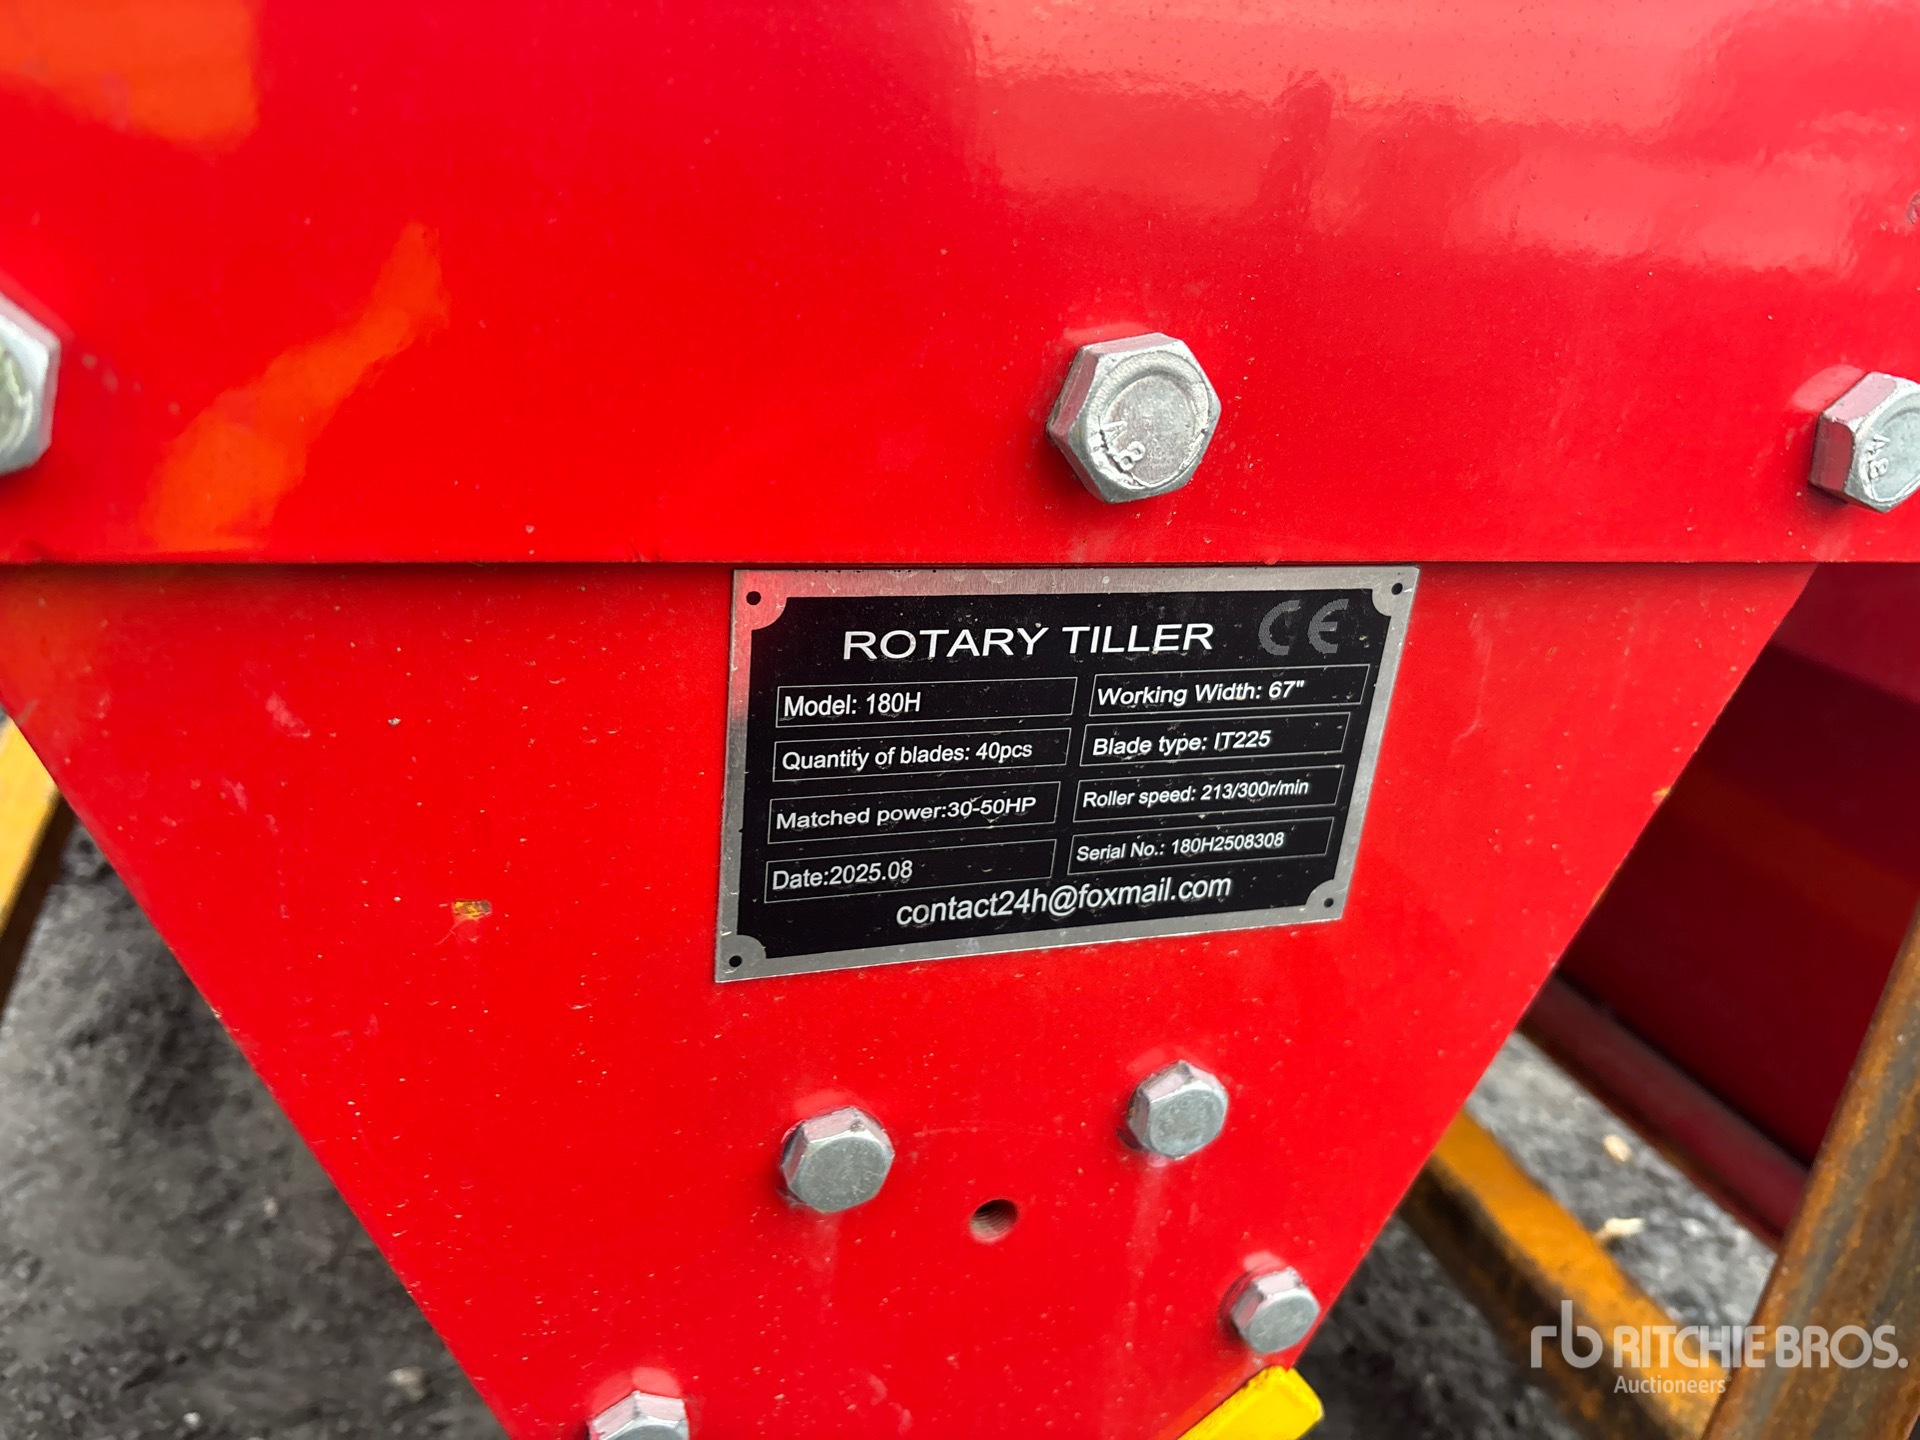 8.A
8.A
ROTARY TILLER CE
Model: 180H
Working Width: 67"
Quantity of blades: 40pcs
Blade type: IT225
Matched power:30-50HP
Roller speed: 213/300r/min
Date:2025.08
Serial No.: 180H2508308
contact24h@foxmail.com
rb RITCHIE BROS.
Auctioneers